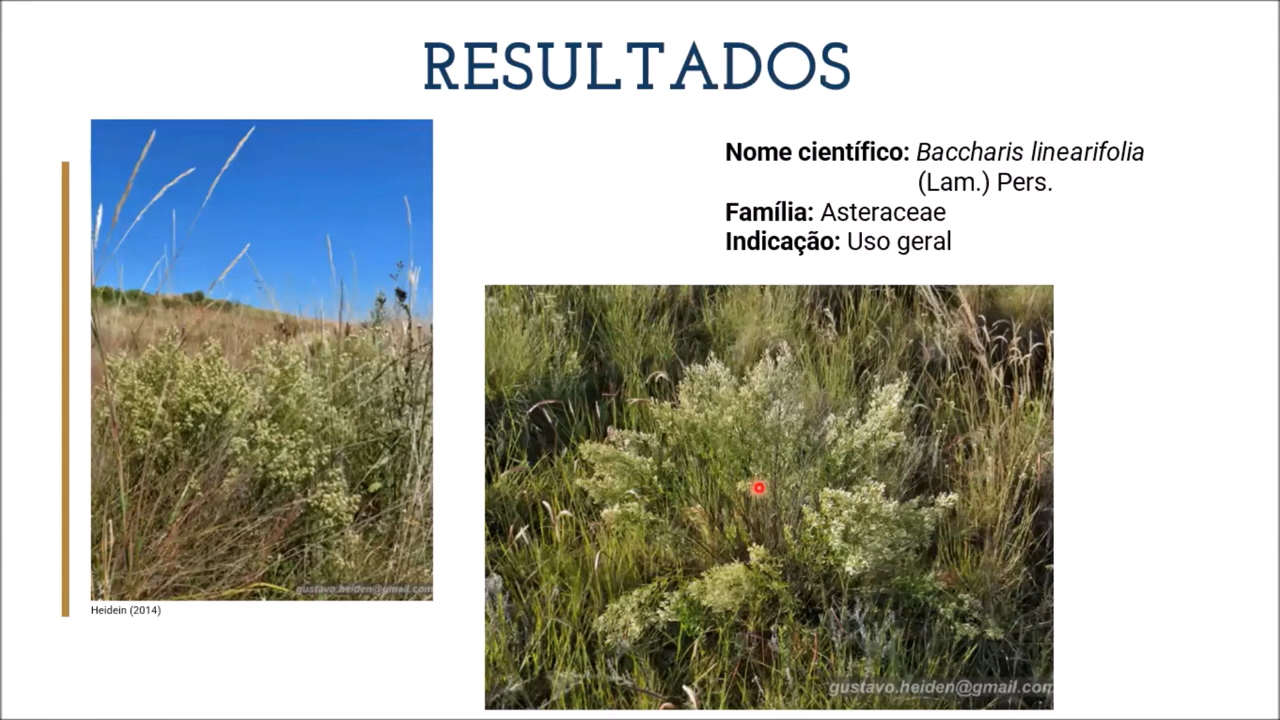 RESULTADOS
Nome científico: Baccharis linearifolia
(Lam.) Pers.
Família: Asteraceae
Indicação: Uso geral
gustavo.heiden@gmail.com
Heidein (2014)
gustavo.heiden@gmail.com